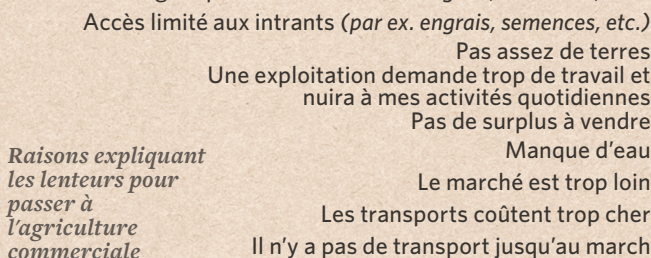 Accès limité aux intrants (par ex. engrais, semences, etc.)
Pas assez de terres
Une exploitation demande trop de travail et
nuira à mes activités quotidiennes
Pas de surplus à vendre
Manque d'eau
Le marché est trop loin
Les transports coûtent trop cher
Il n'y a pas de transport jusqu'au march
Raisons expliquant
les lenteurs pour
passer à
l'agriculture
commerciale